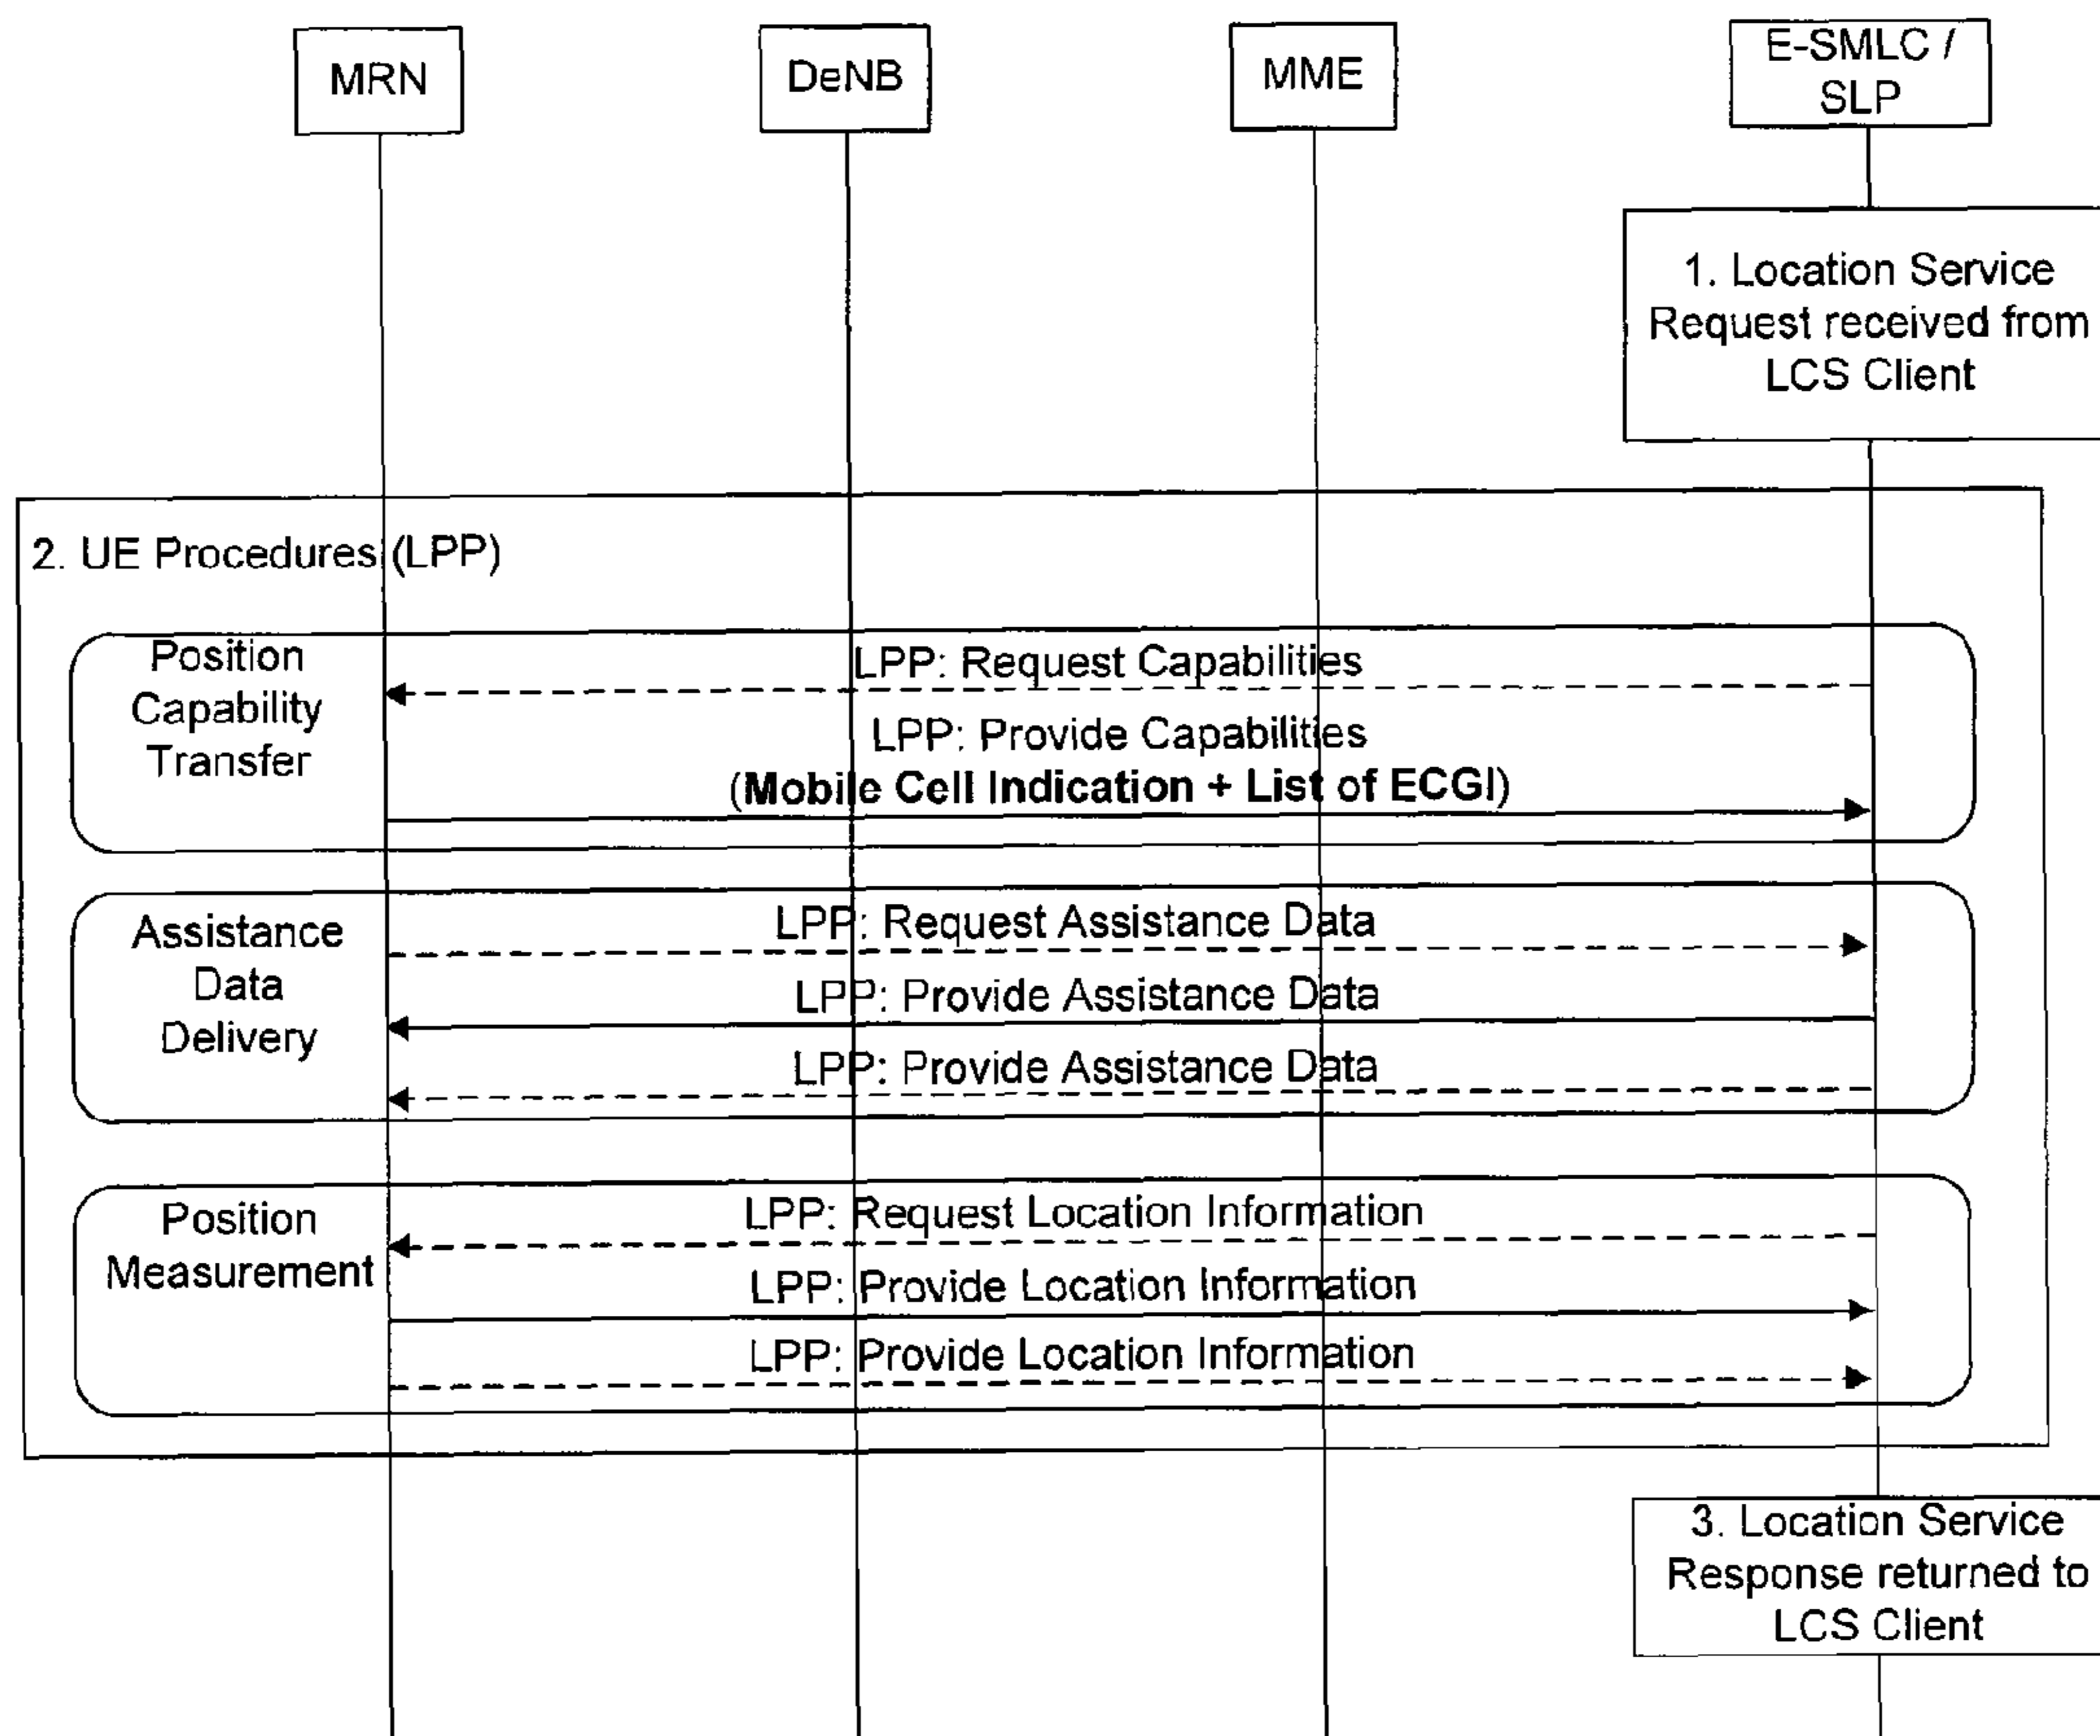 MRN
DeNB
MME
E-SMLC /
SLP
1. Location Service
Request received from
LCS Client
2. UE Procedures (LPP)
Position
Capability
Transfer
LPP: Request Capabilities
LPP: Provide Capabilities
(Mobile Cell Indication + List of ECGI)
Assistance
Data
Delivery
LPP: Request Assistance Data
LPP: Provide Assistance Data
LPP: Provide Assistance Data
Position
Measurement
LPP: Request Location Information
LPP: Provide Location Information
LPP: Provide Location Information
3. Location Service
Response returned to
LCS Client